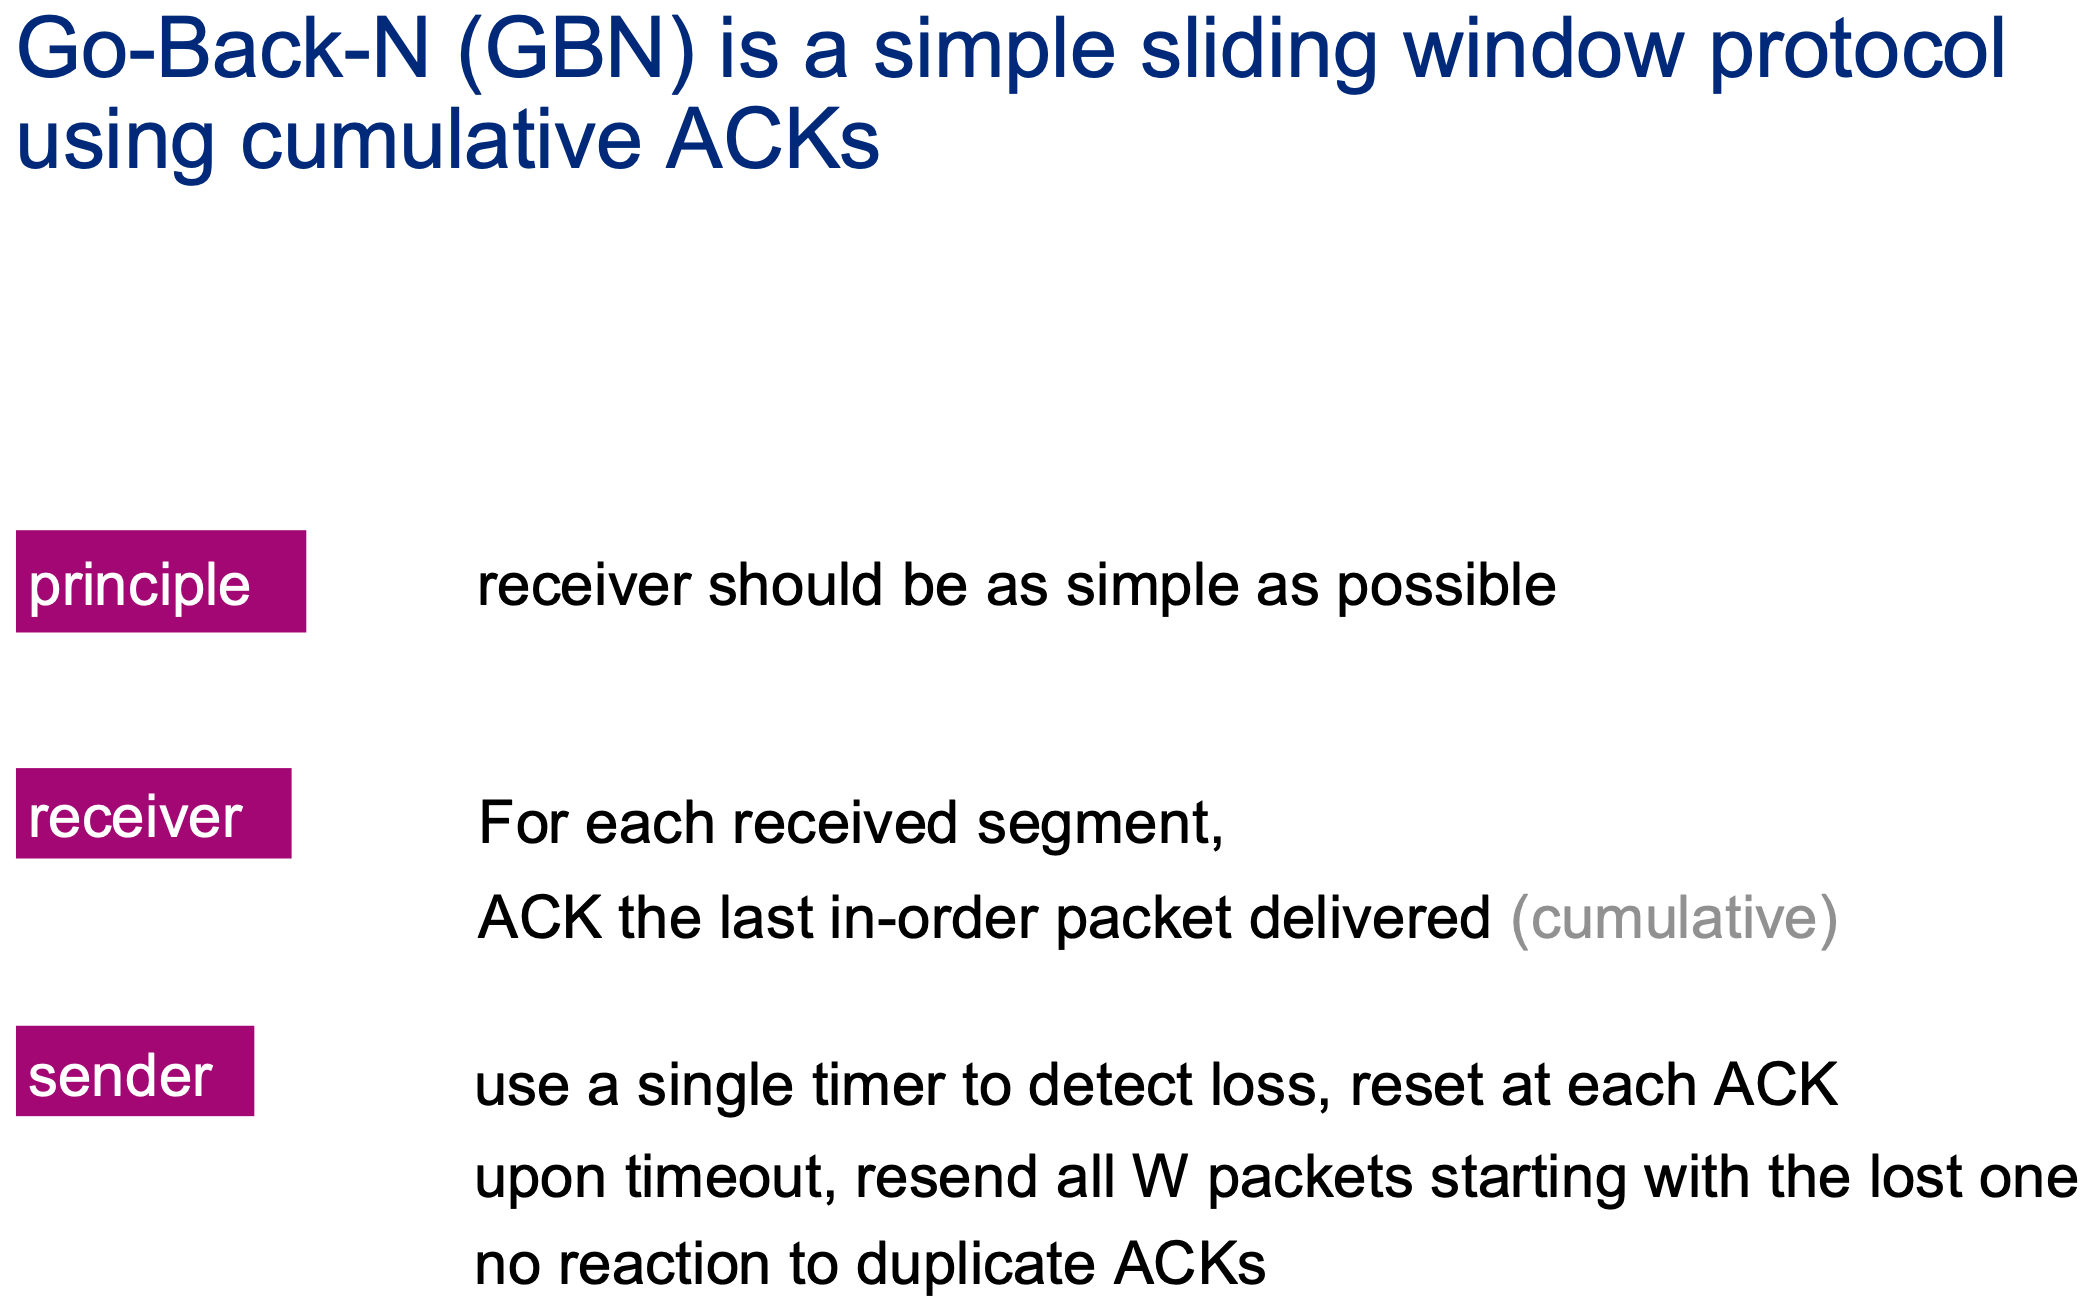 Go-Back-N (GBN) is a simple sliding window protocol
using cumulative ACKs
principle
receiver should be as simple as possible
receiver
For each received segment,
ACK the last in-order packet delivered (cumulative)
sender
use a single timer to detect loss, reset at each ACK
upon timeout, resend all W packets starting with the lost one
no reaction to duplicate ACKs